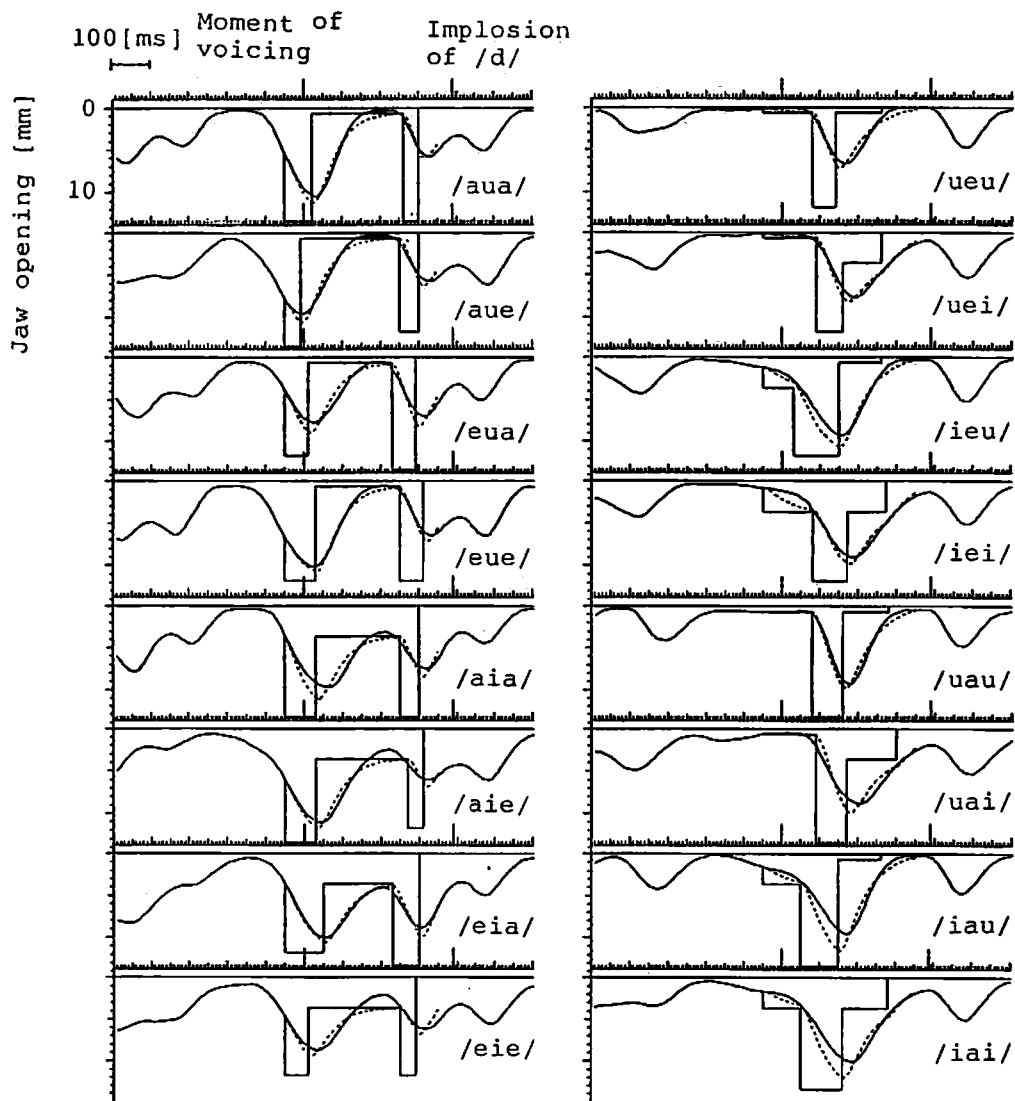 100[ms]
Moment of
voicing
Implosion
of /d/
Jaw opening [mm]
0
10
/aua/
/ueu/
/aue/
/uei/
/eua/
/ieu/
/eue/
/iei/
/aia/
/uau/
/aie/
/uai/
/eia/
/iau/
/eie/
/iai/